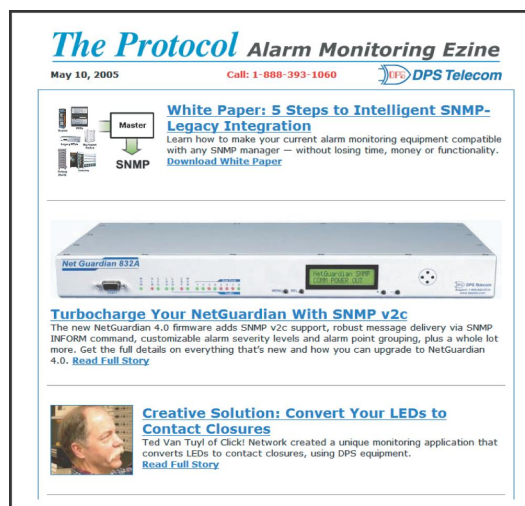 The Protocol Alarm Monitoring Ezine
May 10, 2005
Call: 1-888-393-1060
DPS Telecom
Master
SNMP
White Paper: 5 Steps to Intelligent SNMP-
Legacy Integration
Learn how to make your current alarm monitoring equipment compatible
with any SNMP manager — without losing time, money or functionality.
Download White Paper
Net Guardian 832A
NetGuardian SNMP
COMM POWER OUT
DPS Telecom
Turbocharge Your NetGuardian With SNMP v2c
The new NetGuardian 4.0 firmware adds SNMP v2c support, robust message delivery via SNMP
INFORM command, customizable alarm severity levels and alarm point grouping, plus a whole lot
more. Get the full details on everything that's new and how you can upgrade to NetGuardian
4.0. Read Full Story
Creative Solution: Convert Your LEDs to
Contact Closures
Ted Van Tuyl of Click! Network created a unique monitoring application that
converts LEDs to contact closures, using DPS equipment.
Read Full Story